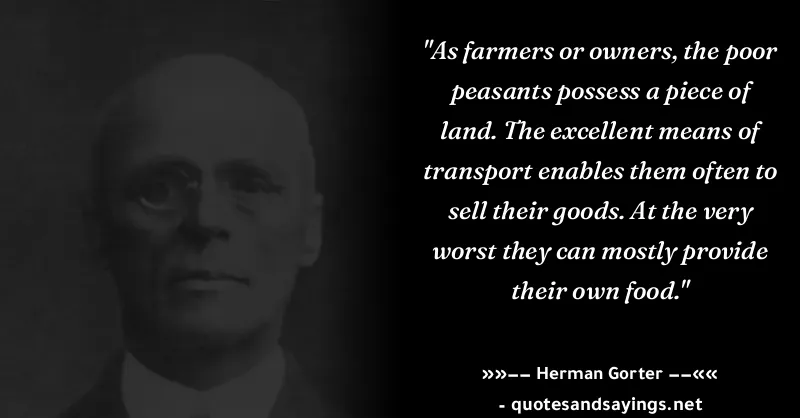 "As farmers or owners, the poor
peasants possess a piece of
land. The excellent means of
transport enables them often to
sell their goods. At the very
worst they can mostly provide
their own food."
»»–– Herman Gorter ––««
- quotesandsayings.net